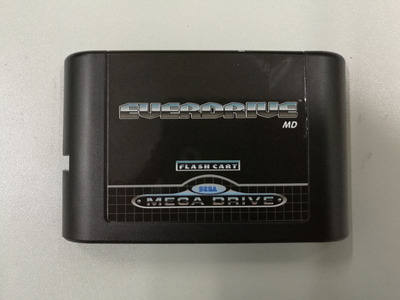 EVERDRIVE
MD
FLASH CART
SEGA
MEGA DRIVE